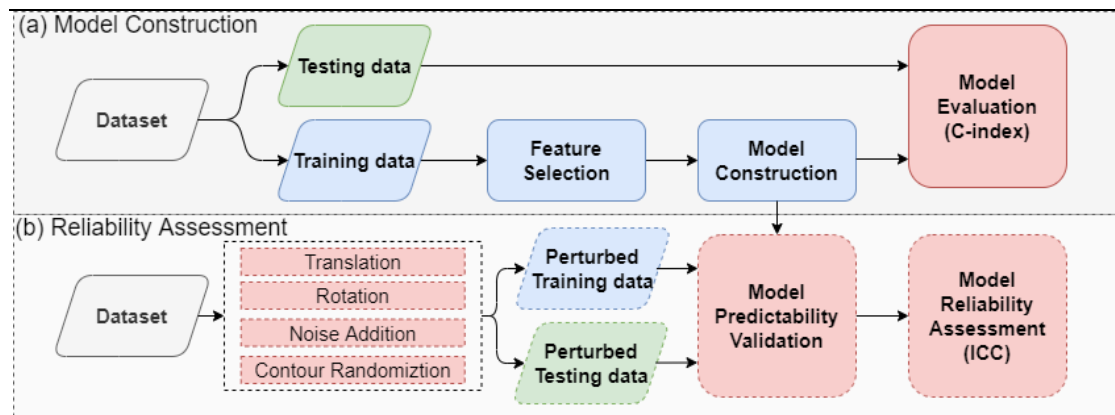 (a) Model Construction
Testing data
Dataset
Training data
Feature
Selection
Model
Construction
Model
Evaluation
(C-index)
(b) Reliability Assessment
Dataset
Translation
Rotation
Noise Addition
Contour Randomiztion
Perturbed
Training data
Perturbed
Testing data
Model
Predictability
Validation
Model
Reliability
Assessment
(ICC)